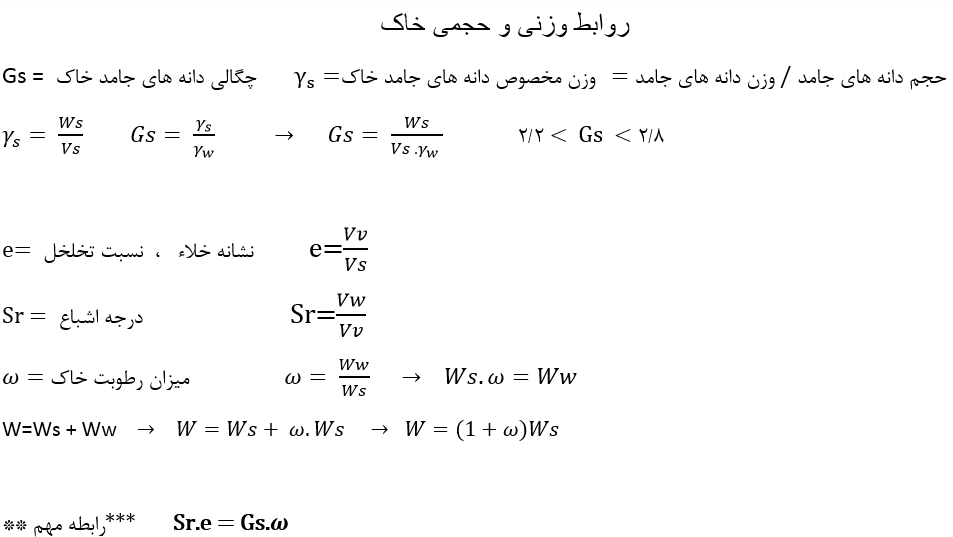 روابط وزنی و حجمی خاک
Gs = چگالی دانه های جامد خاک γs = وزن مخصوص دانه های جامد خاک = وزن دانه های جامد / حجم دانه های جامد
γs = Ws/Vs Gs = γs/γw → Gs = Ws/(Vs.γw) ۲/۲ < Gs < ۲/۸
e= نشانه خلاء ، نسبت تخلخل e=Vv/Vs
Sr = درجه اشباع Sr=Vw/Vv
ω = میزان رطوبت خاک ω = Ww/Ws → Ws.ω = Ww
W=Ws + Ww → W = Ws + ω.Ws → W = (1 + ω)Ws
** رابطه مهم*** Sr.e = Gs.ω